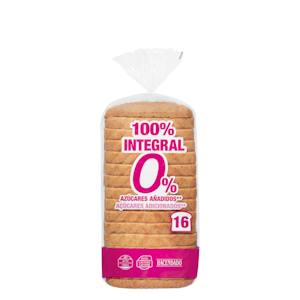 100%
INTEGRAL
0%
AZÚCARES AÑADIDOS**
AÇÚCARES ADICIONADOS**
16
HACENDADO